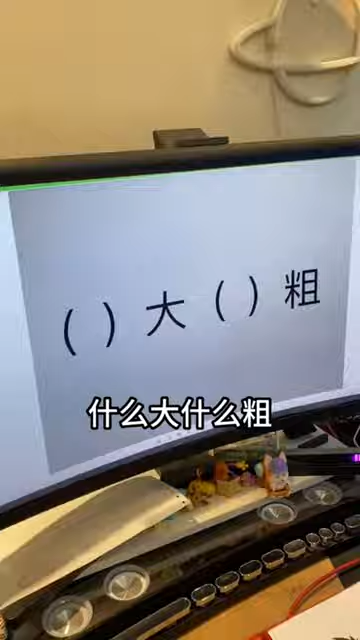 ( ) 大 ( ) 粗
什么大什么粗